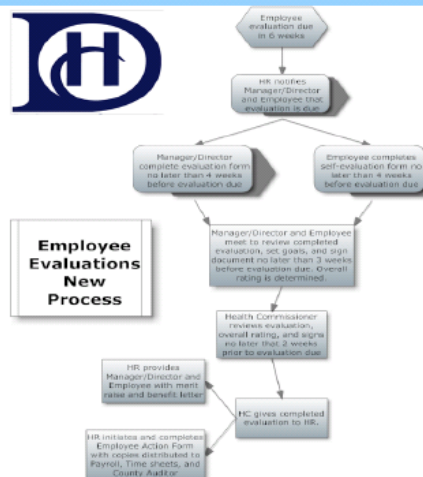 DH
Employee
evaluation due
in 6 weeks
HR notifies
Manager/Director
and Employee that
evaluation is due
Manager/Director
complete evaluation form
no later than 4 weeks
before evaluation due
Employee completes
self-evaluation form no
later than 4 weeks
before evaluation due
Employee
Evaluations
New
Process
Manager/Director and Employee
meet to review completed
evaluation, set goals, and sign
document no later than 3 weeks
before evaluation due. Overall
rating is determined.
Health Commissioner
reviews evaluation,
overall rating, and signs
no later that 2 weeks
prior to evaluation due
HR provides
Manager/Director and
Employee with merit
raise and benefit letter
HC gives completed
evaluation to HR.
HR initiates and completes
Employee Action Form
with copies distributed to
Payroll, Time sheets, and
County Auditor